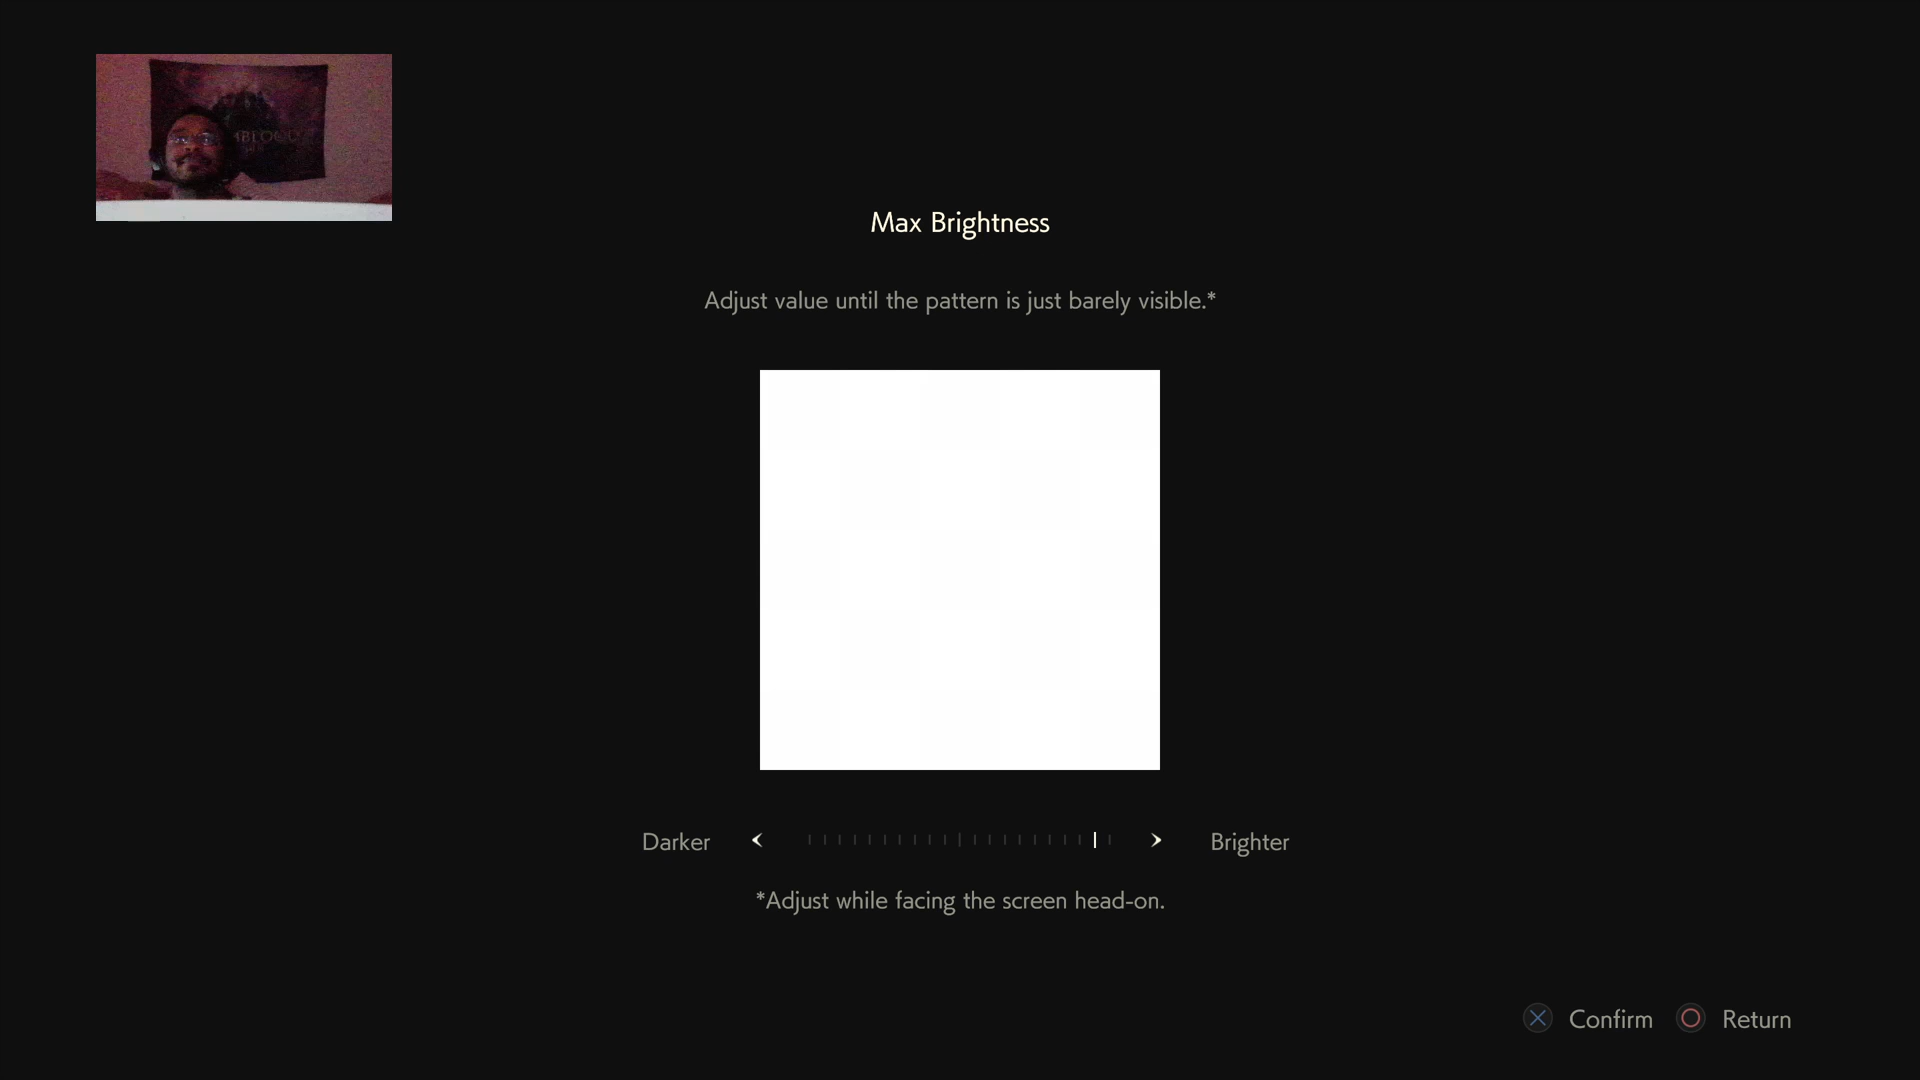 Max Brightness
Adjust value until the pattern is just barely visible.*
Darker
Brighter
*Adjust while facing the screen head-on.
Confirm
Return